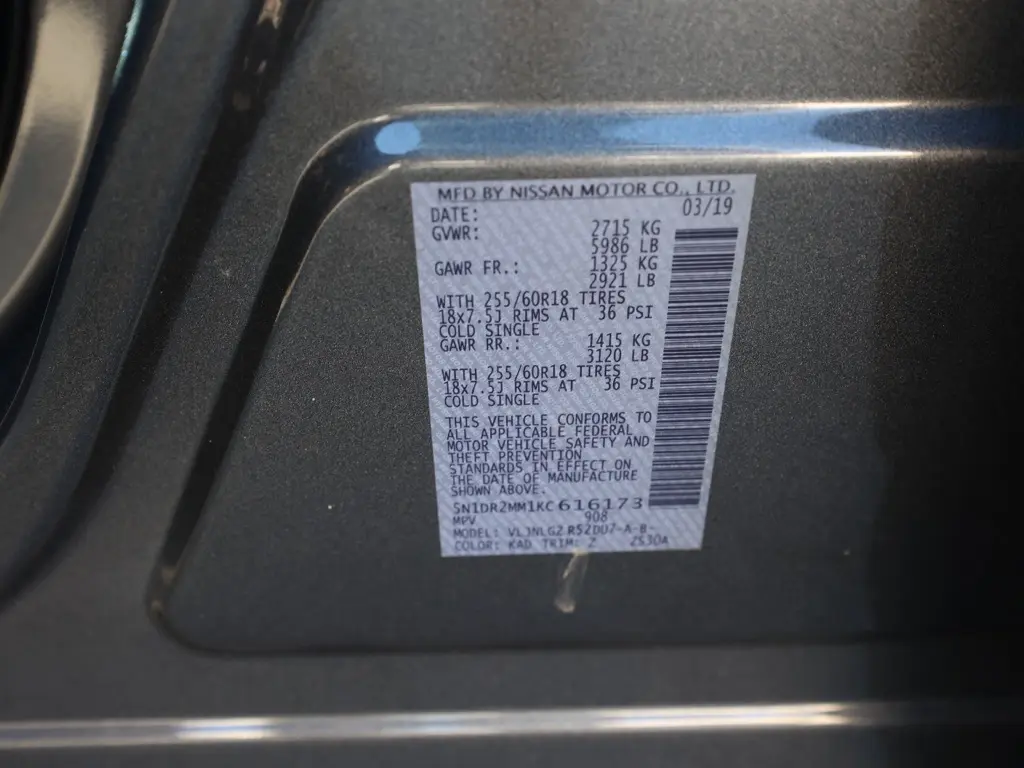 MFD BY NISSAN MOTOR CO., LTD.
DATE: 03/19
GVWR: 2715 KG
5986 LB
GAWR FR.: 1325 KG
2921 LB
WITH 255/60R18 TIRES
18x7.5J RIMS AT 36 PSI
COLD SINGLE
GAWR RR.: 1415 KG
3120 LB
WITH 255/60R18 TIRES
18x7.5J RIMS AT 36 PSI
COLD SINGLE
THIS VEHICLE CONFORMS TO
ALL APPLICABLE FEDERAL
MOTOR VEHICLE SAFETY AND
THEFT PREVENTION
STANDARDS IN EFFECT ON
THE DATE OF MANUFACTURE
SHOWN ABOVE.
5N1DR2MM1KC616173
MPV 908
MODEL:
COLOR: KAD TRIM: Z